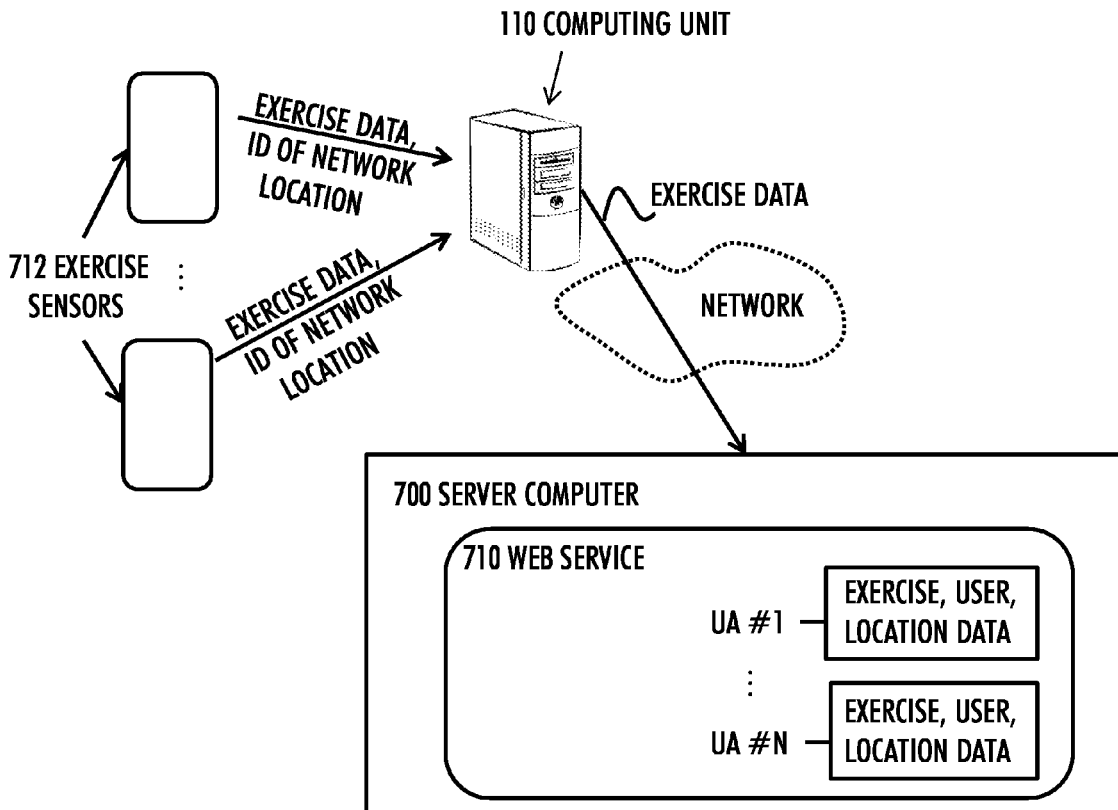 110 COMPUTING UNIT
EXERCISE DATA,
ID OF NETWORK
LOCATION
EXERCISE DATA
712 EXERCISE
SENSORS
EXERCISE DATA,
ID OF NETWORK
LOCATION
NETWORK
700 SERVER COMPUTER
710 WEB SERVICE
UA #1
EXERCISE, USER,
LOCATION DATA
UA #N
EXERCISE, USER,
LOCATION DATA